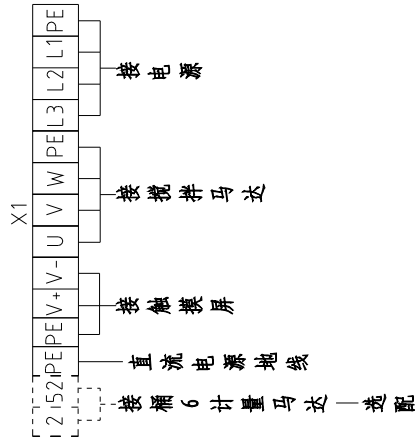 X1
PE
L1
L2
L3
PE
W
V
U
V-
V+
PE
PE
52
2
接电源
接搅拌马达
接触摸屏
直流电源地线
接桶6计量马达—选配